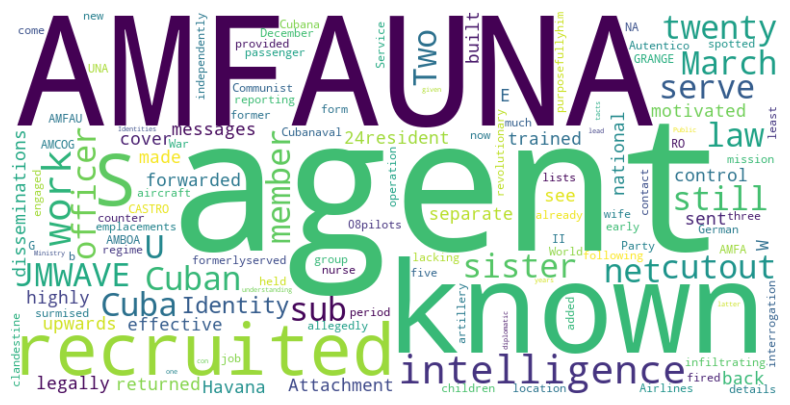 AMFAUNA
agent
known
recruited
s
intelligence
JMWAVE
Cuban
Cuba
sub
sister
net
cutout
officer
work
member
U
Two
built
twenty
March
serve
law
still
motivated
national
control
sent
see
separate
trained
E
W
Identity
highly
effective
upwards
legally
returned
Havana
Attachment
forwarded
made
cover
messages
24resident
disseminations
back
new
come
now
UNA
AMFAU
AMCOG
War
engaged
CASTRO
aircraft
counter
emplacements
AMBOA
G
regime
b
Ministry
surmised
clandestine
job
one
con
Identities
independently
Cubana
December
provided
passenger
Communist
reporting
former
form
Cubanaval
Service
given
much
spotted
Autentico
GRANGE
NA
purposefullyhim
least
tacts
lead
Public
RO
mission
lists
contact
wife
three
already
early
German
AMFA
II
World
Party
following
lacking
five
revolutionary
operation
O8pilots
group
formerlyserved
nurse
held
understanding
period
allegedly
artillery
location
children
diplomatic
years
added
fired
Airlines
infiltrating
latter
details
interrogation